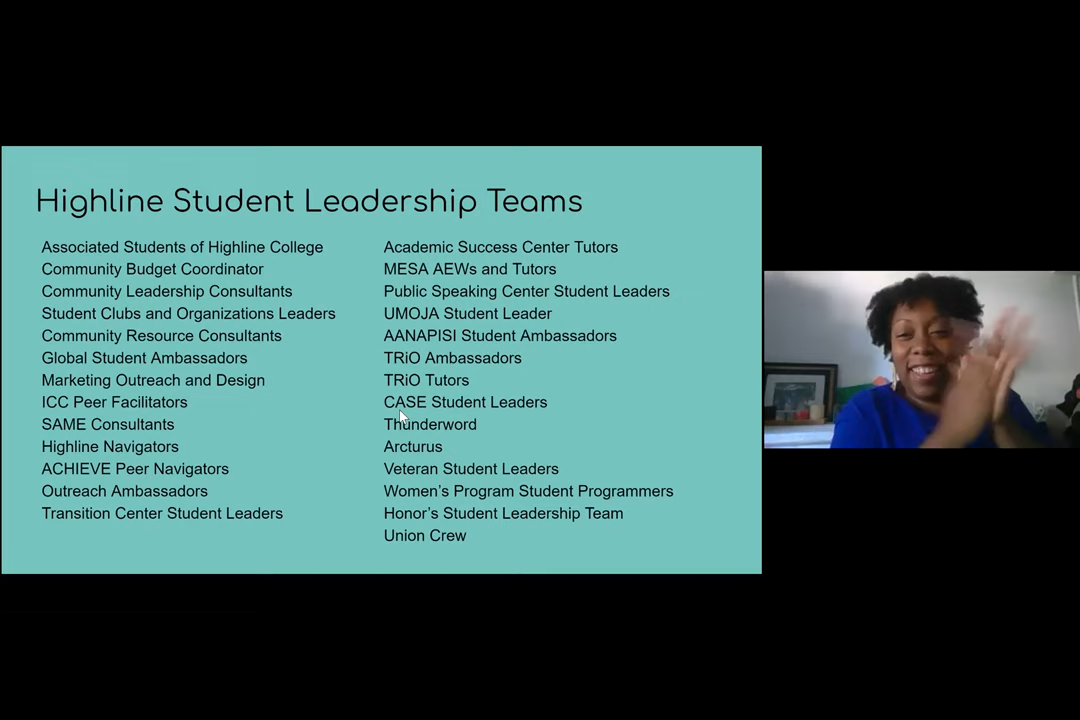 Highline Student Leadership Teams
Associated Students of Highline College
Community Budget Coordinator
Community Leadership Consultants
Student Clubs and Organizations Leaders
Community Resource Consultants
Global Student Ambassadors
Marketing Outreach and Design
ICC Peer Facilitators
SAME Consultants
Highline Navigators
ACHIEVE Peer Navigators
Outreach Ambassadors
Transition Center Student Leaders
Academic Success Center Tutors
MESA AEWs and Tutors
Public Speaking Center Student Leaders
UMOJA Student Leader
AANAPISI Student Ambassadors
TRiO Ambassadors
TRiO Tutors
CASE Student Leaders
Thunderword
Arcturus
Veteran Student Leaders
Women’s Program Student Programmers
Honor’s Student Leadership Team
Union Crew